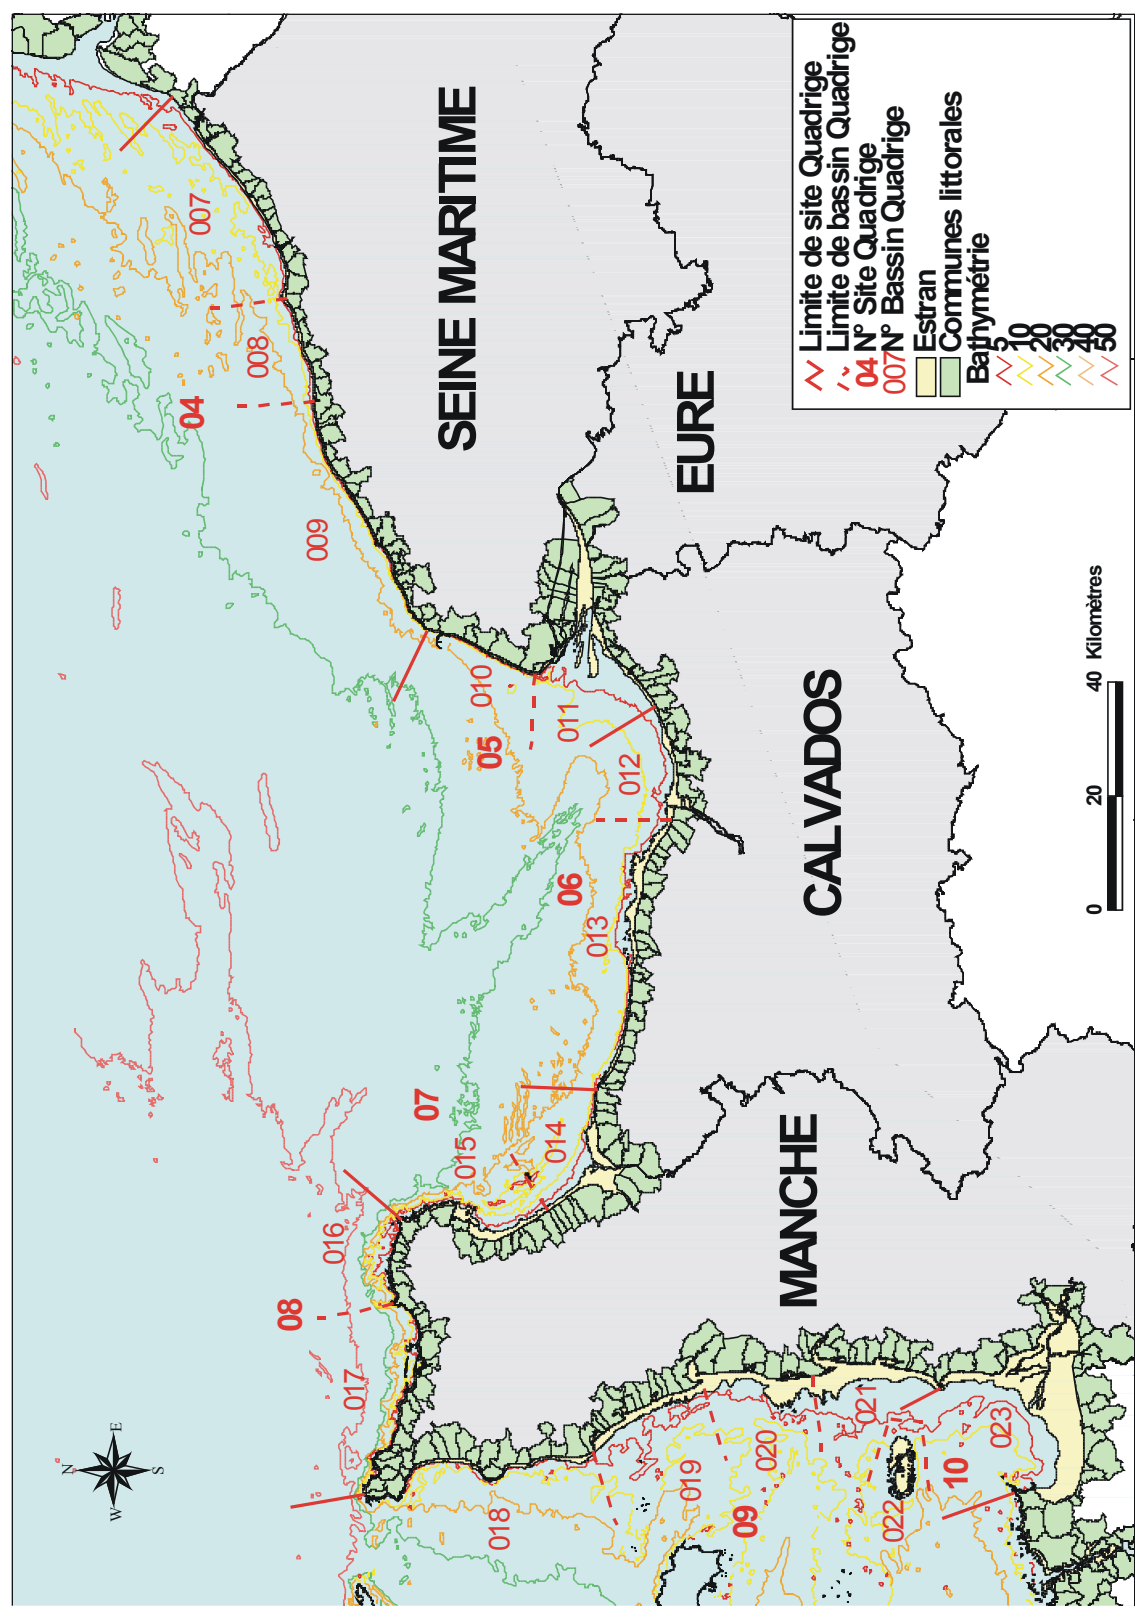 SEINE MARITIME
EURE
CALVADOS
MANCHE
04
05
06
07
08
09
10
007
008
009
010
011
012
013
014
015
016
017
018
019
020
021
022
023
Limite de site Quadrige
Limite de bassin Quadrige
04 N° Site Quadrige
007 N° Bassin Quadrige
Estran
Communes littorales
Bathymétrie
5
10
20
30
40
50
0 20 40 Kilomètres
N
W E
S